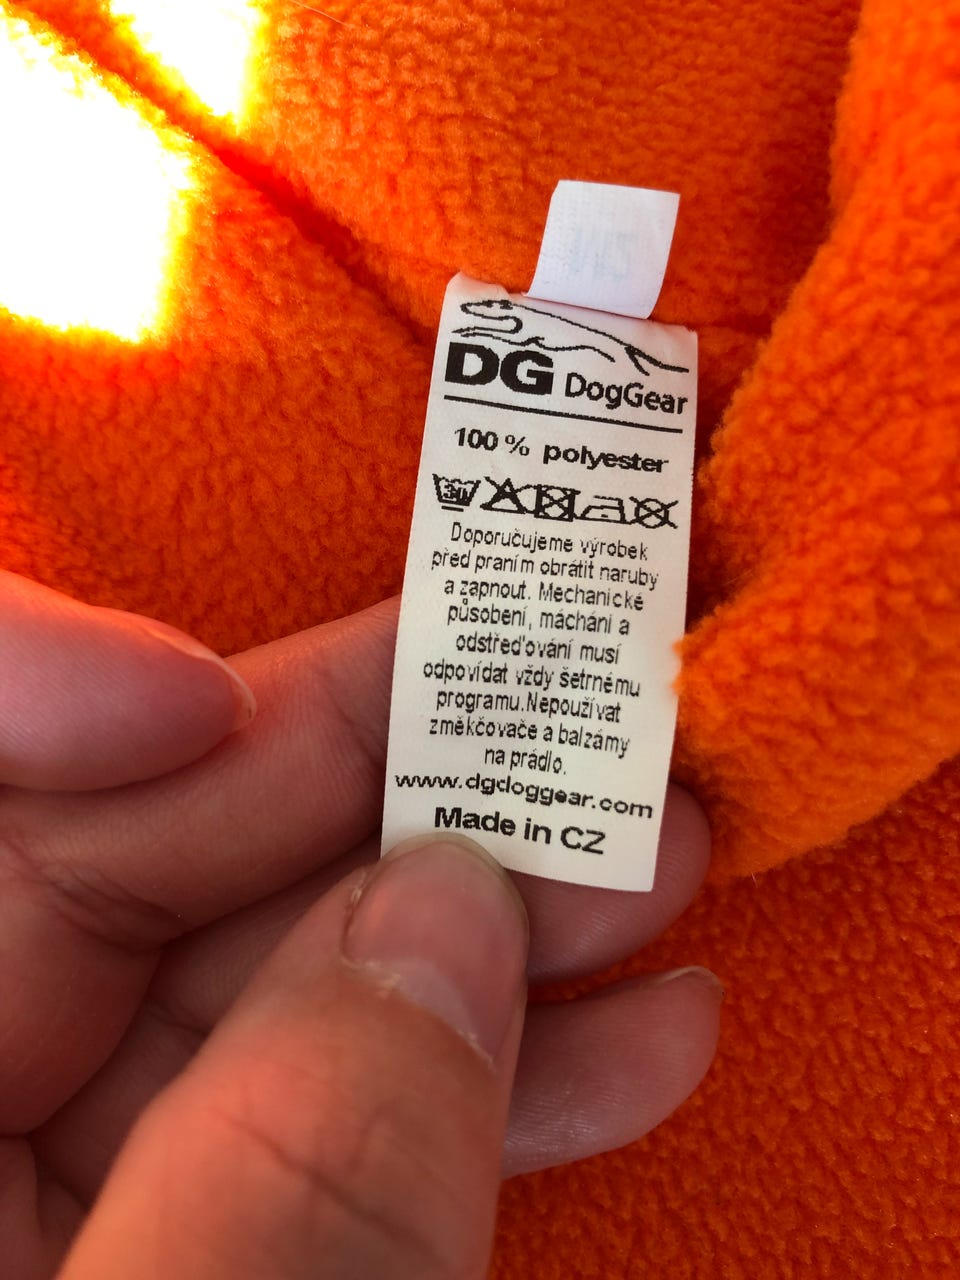 DG DogGear
100 % polyester
30
Doporučujeme výrobek
před praním obrátit naruby
a zapnout. Mechanické
působení, máchání a
odstřeďování musí
odpovídat vždy šetrnému
programu.Nepoužívat
změkčovače a balzámy
na prádlo.
www.dgdoggear.com
Made in CZ